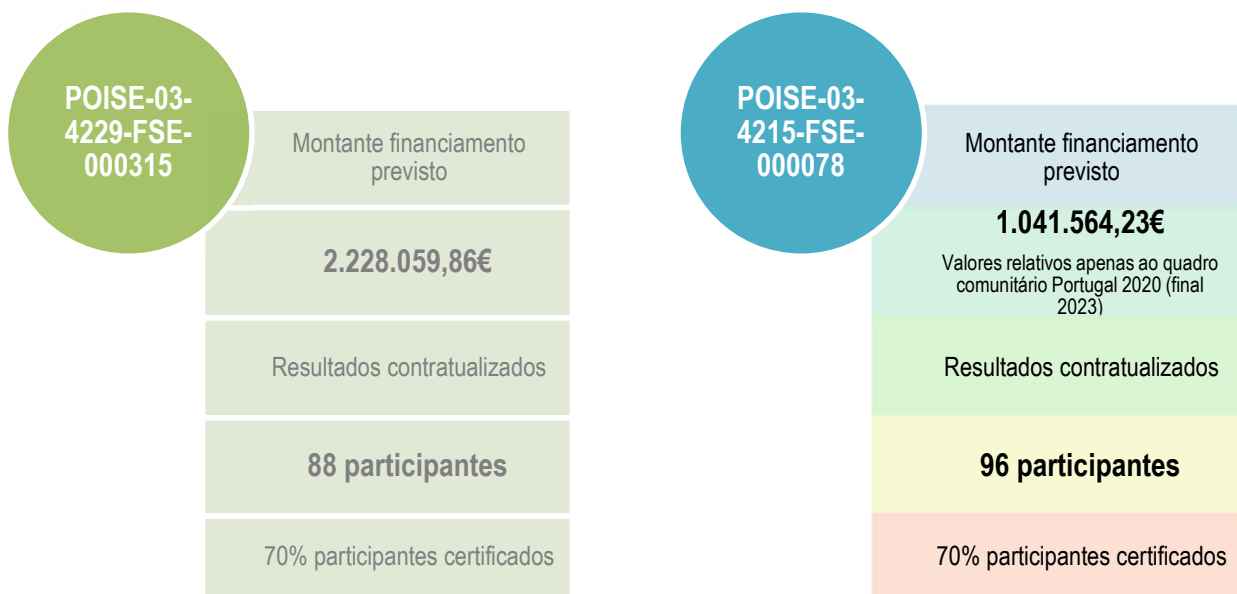 POISE-03-
4229-FSE-
000315
Montante financiamento
previsto
2.228.059,86€
Resultados contratualizados
88 participantes
70% participantes certificados
POISE-03-
4215-FSE-
000078
Montante financiamento
previsto
1.041.564,23€
Valores relativos apenas ao quadro
comunitário Portugal 2020 (final
2023)
Resultados contratualizados
96 participantes
70% participantes certificados